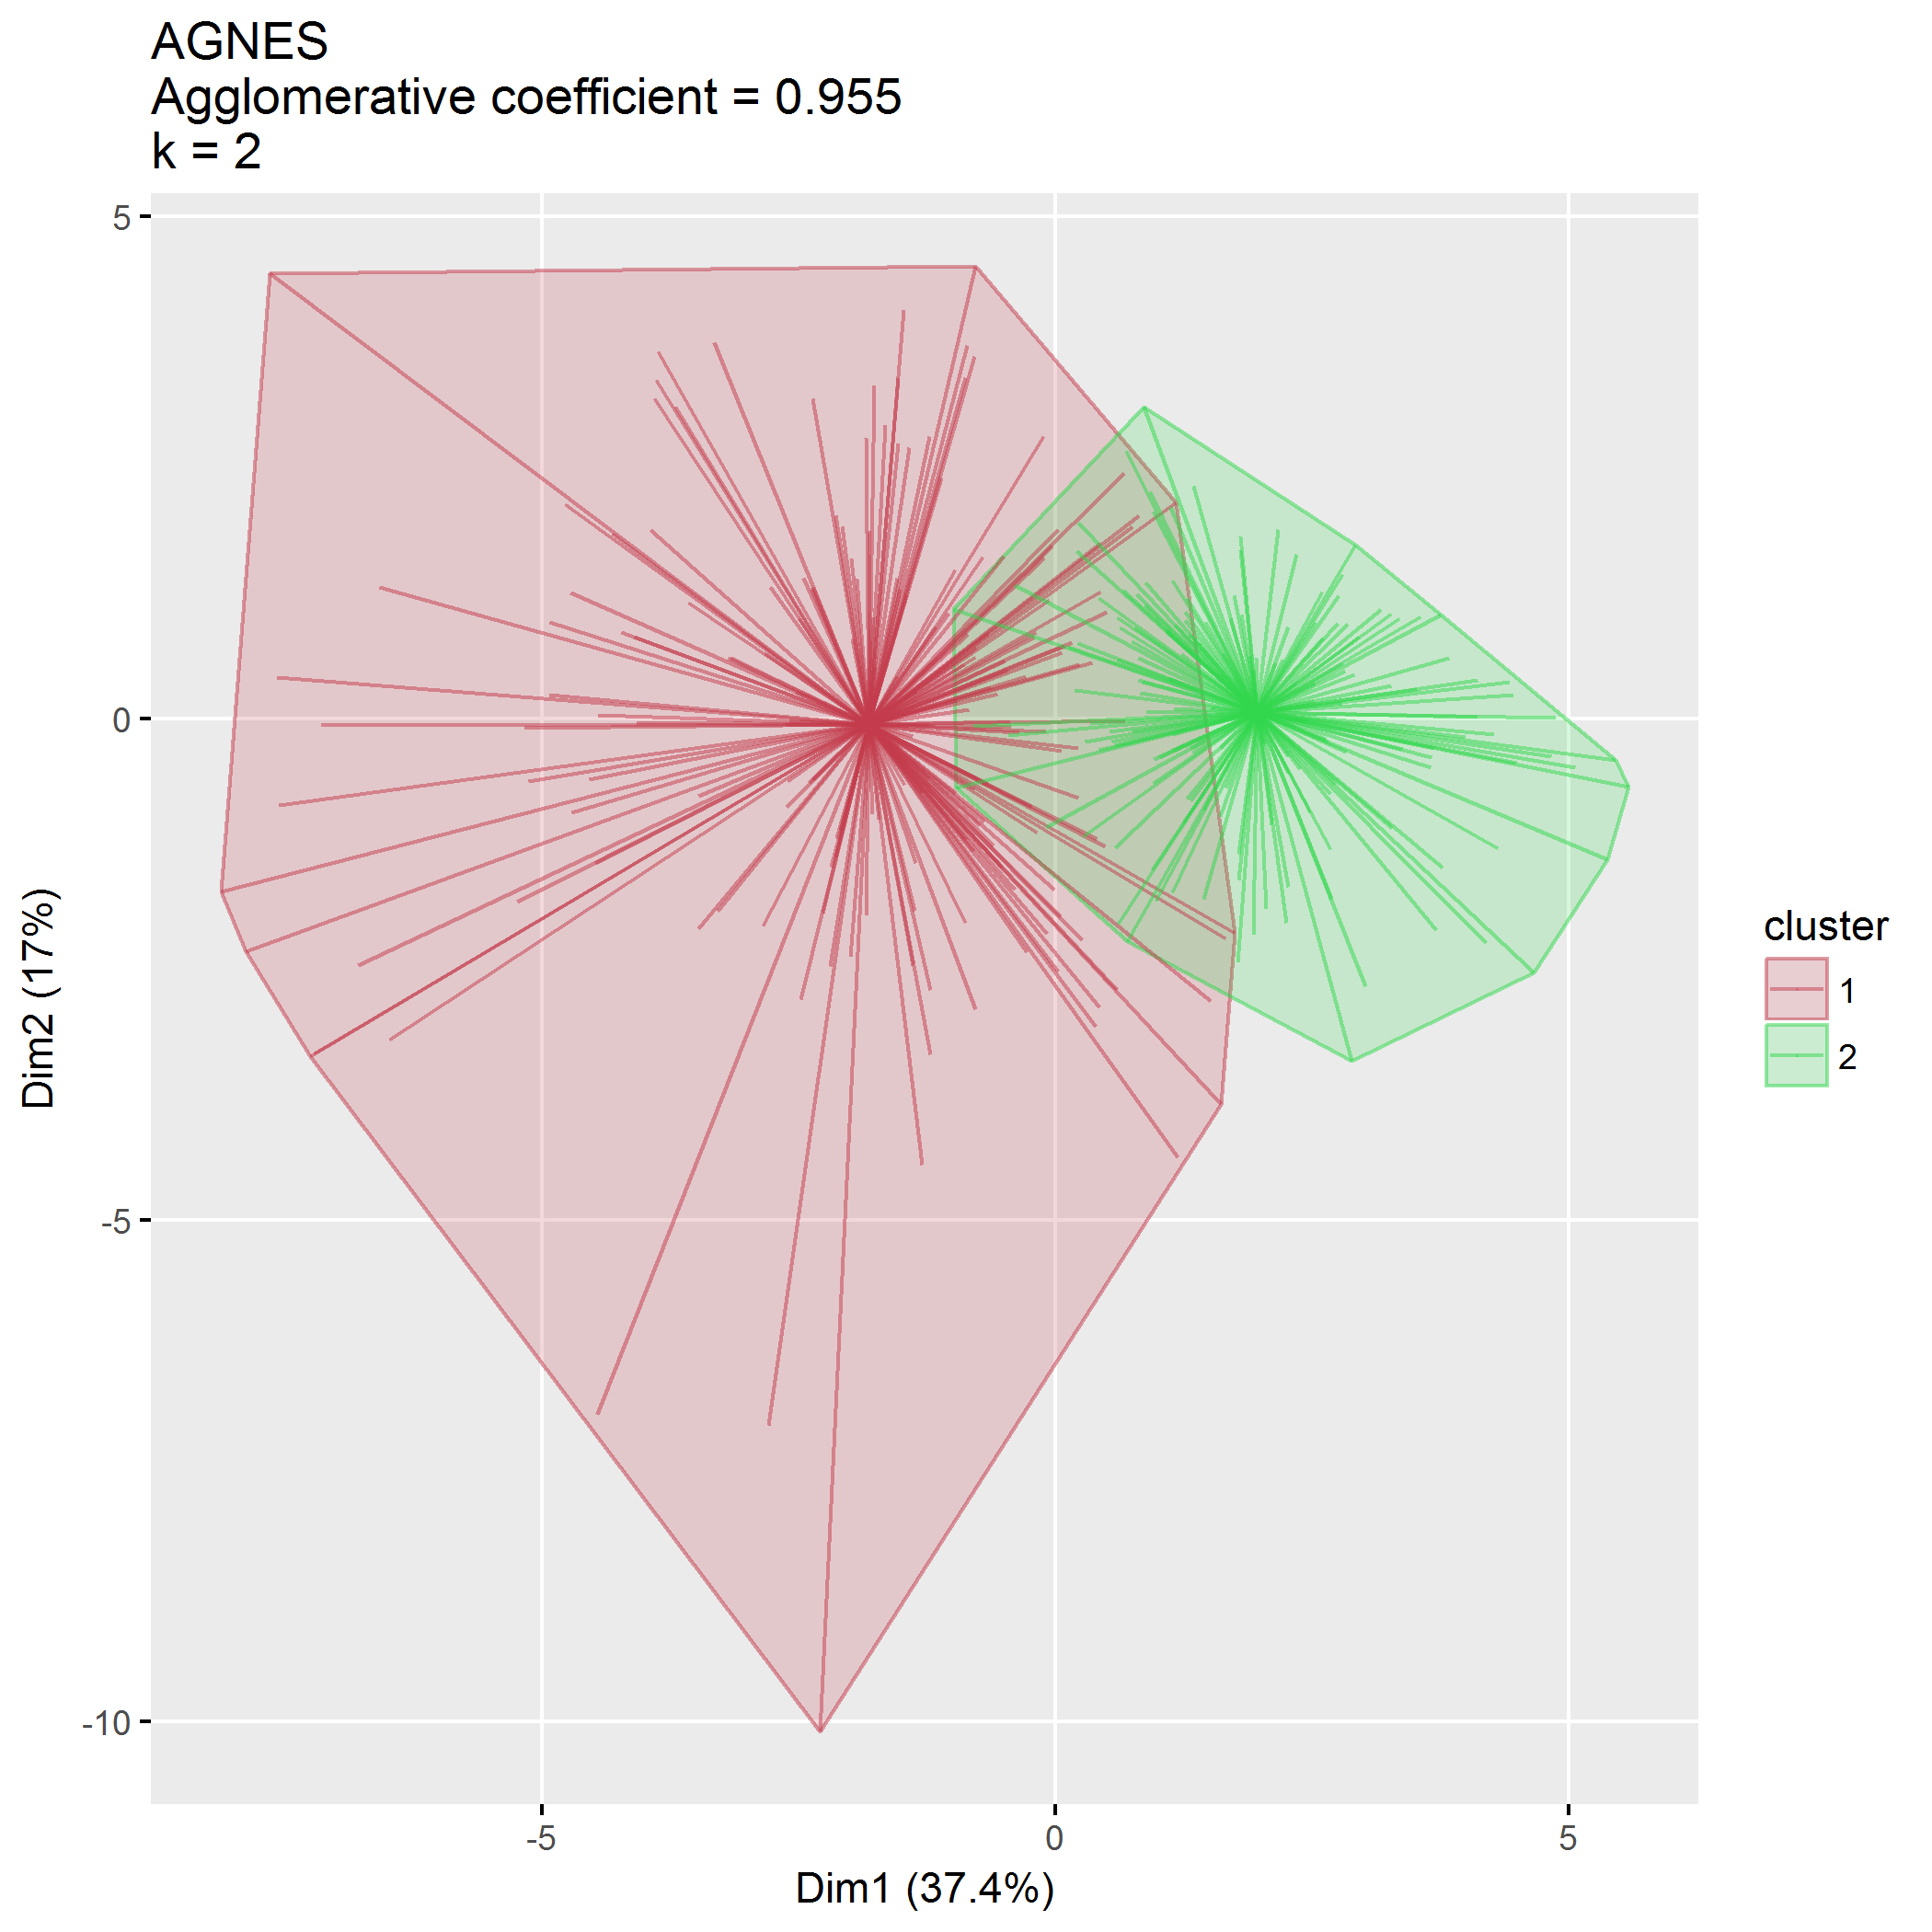 AGNES
Agglomerative coefficient = 0.955
k = 2
5
0
-5
-10
Dim2 (17%)
-5
0
5
Dim1 (37.4%)
cluster
1
2